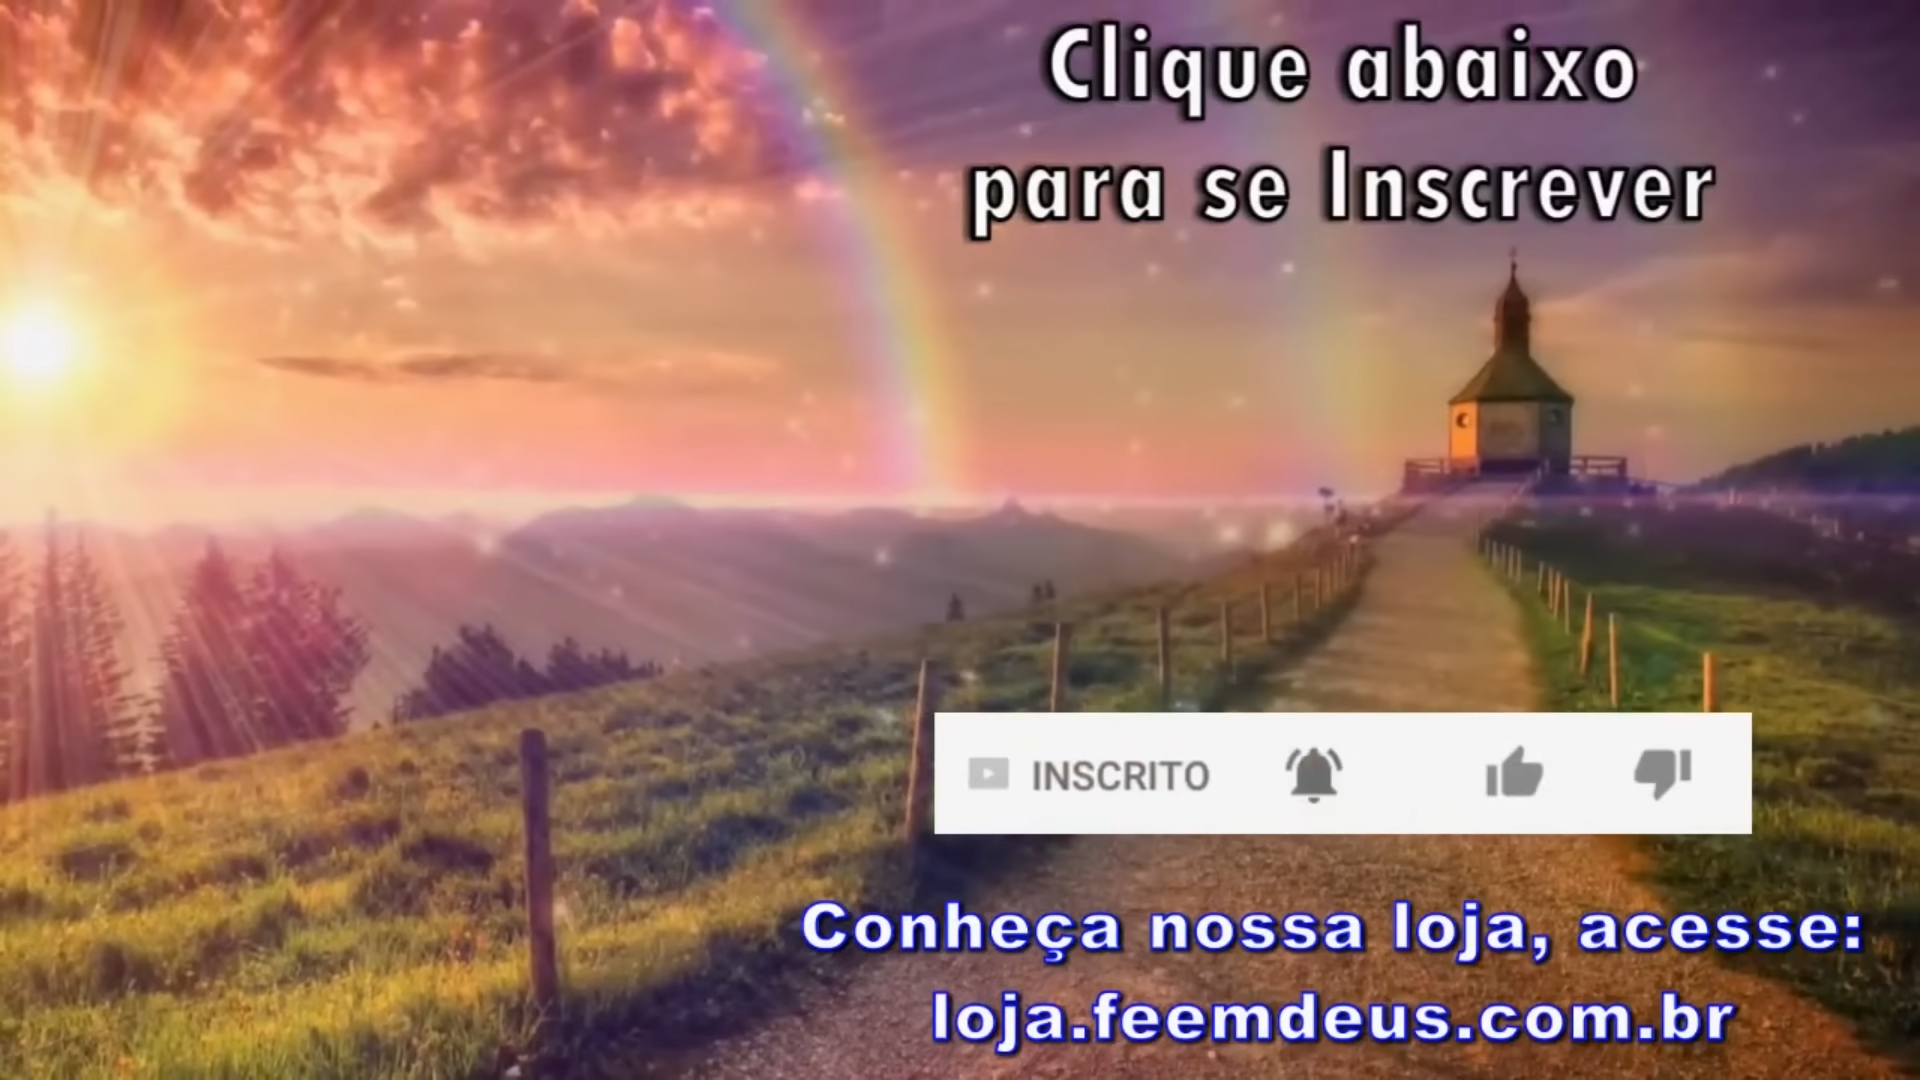 Clique abaixo
para se Inscrever
INSCRITO
Conheça nossa loja, acesse:
loja.feemdeus.com.br